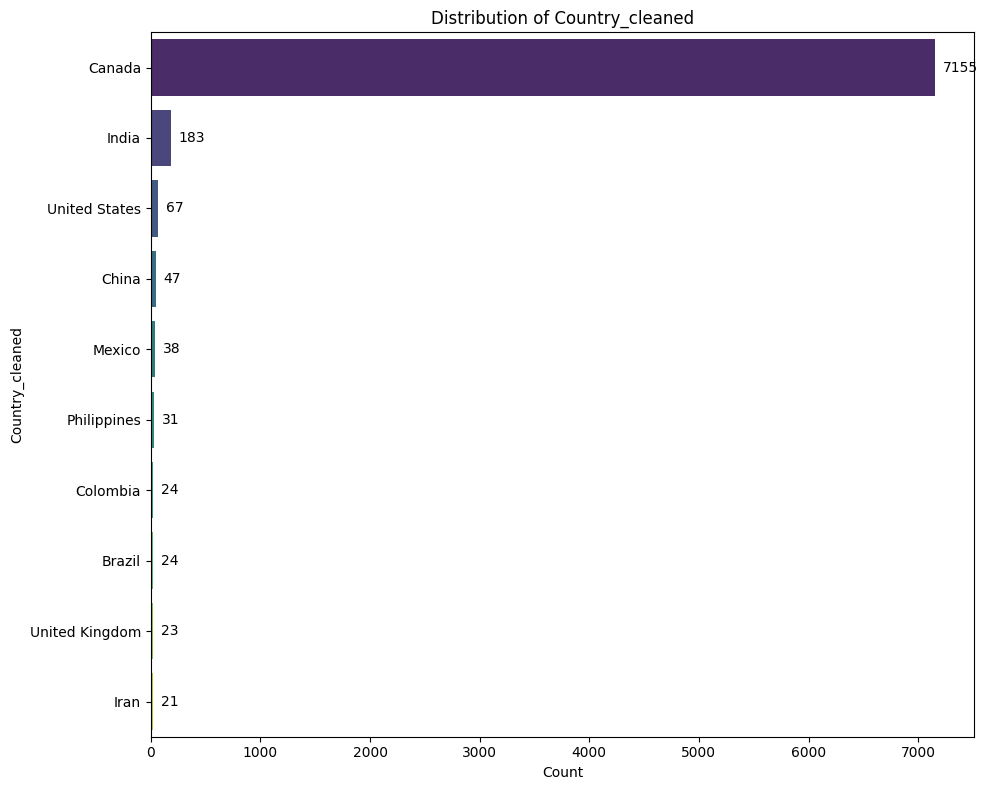 Distribution of Country_cleaned
Canada 7155
India 183
United States 67
China 47
Mexico 38
Philippines 31
Colombia 24
Brazil 24
United Kingdom 23
Iran 21
Country_cleaned
0 1000 2000 3000 4000 5000 6000 7000
Count